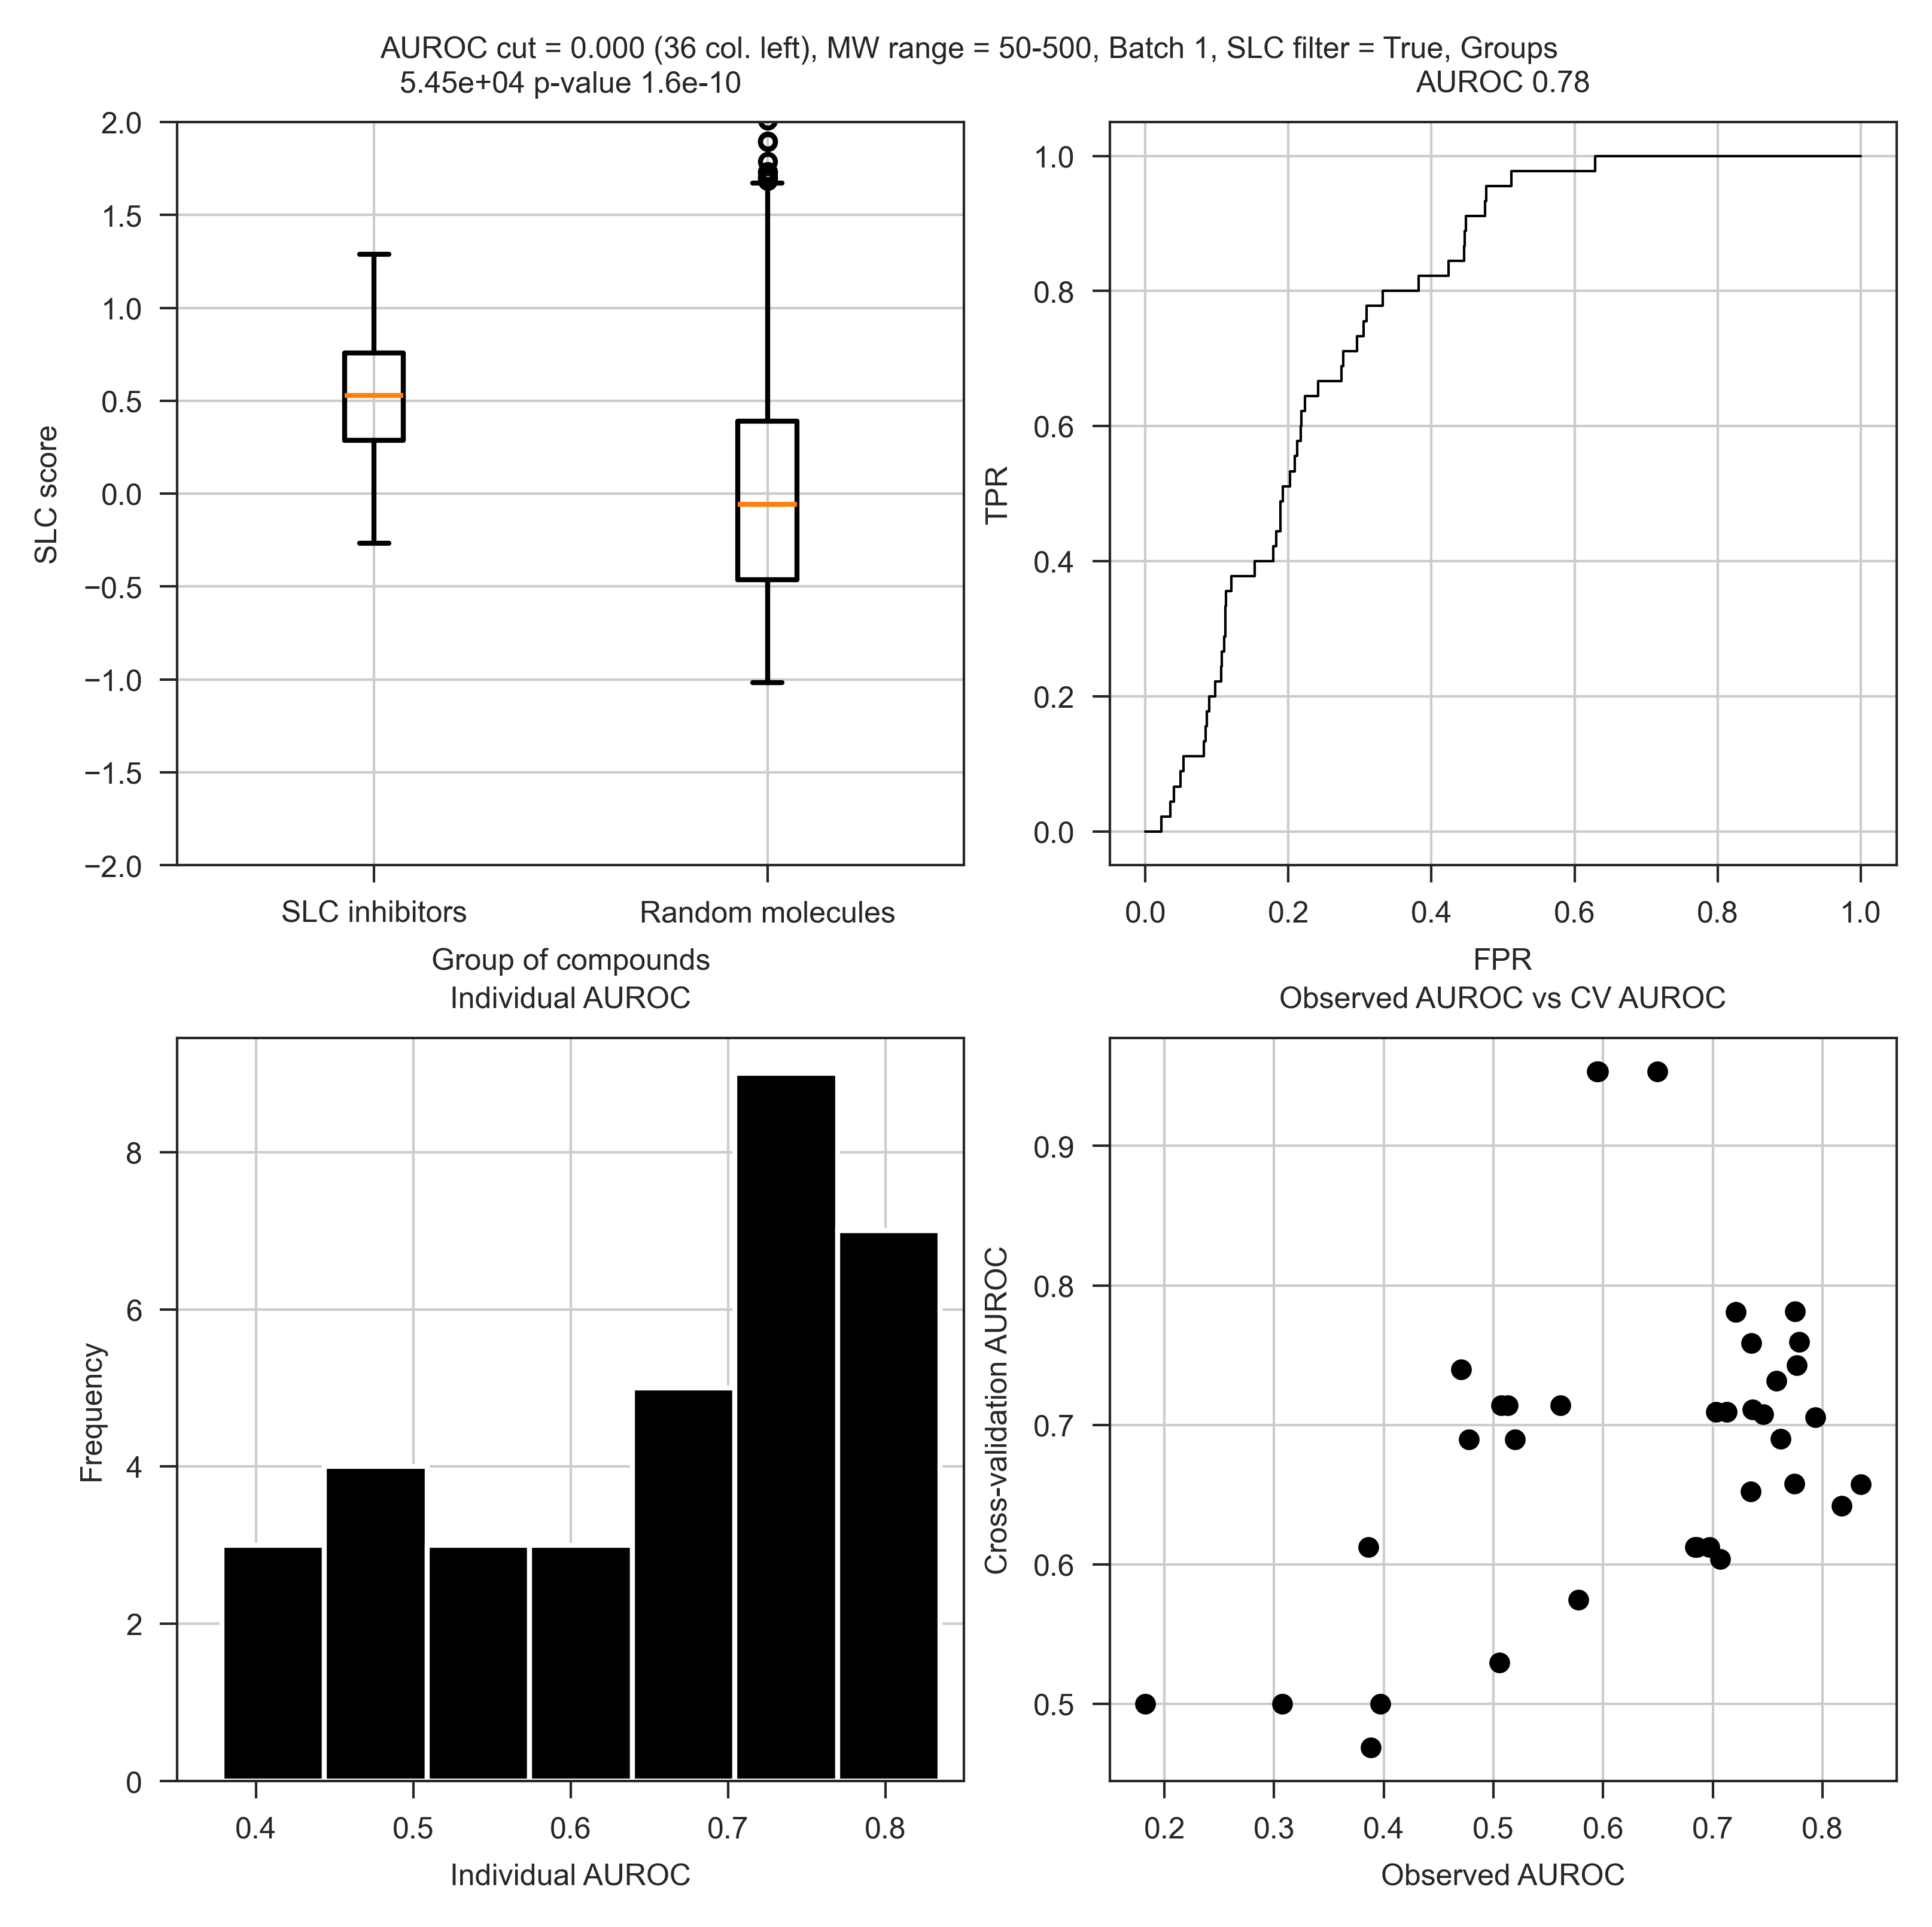 AUROC cut = 0.000 (36 col. left), MW range = 50-500, Batch 1, SLC filter = True, Groups
5.45e+04 p-value 1.6e-10
2.0
1.5
1.0
0.5
0.0
−0.5
−1.0
−1.5
−2.0
SLC score
SLC inhibitors
Random molecules
Group of compounds
AUROC 0.78
1.0
0.8
0.6
0.4
0.2
0.0
TPR
0.0
0.2
0.4
0.6
0.8
1.0
FPR
Individual AUROC
8
6
4
2
0
Frequency
0.4
0.5
0.6
0.7
0.8
Individual AUROC
Observed AUROC vs CV AUROC
0.9
0.8
0.7
0.6
0.5
Cross-validation AUROC
0.2
0.3
0.4
0.5
0.6
0.7
0.8
Observed AUROC